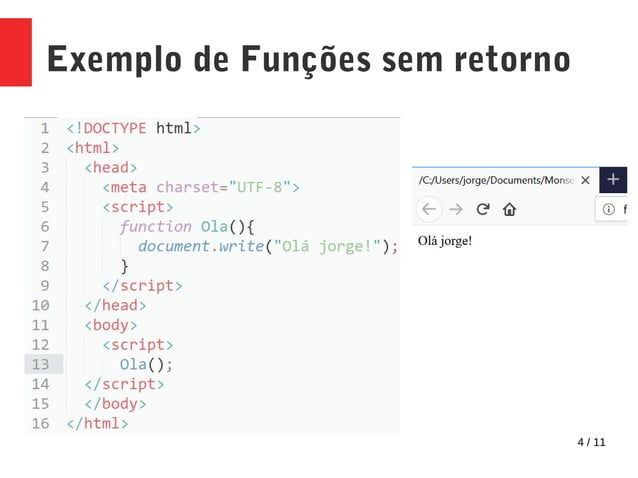 Exemplo de Funções sem retorno
1 <!DOCTYPE html>
2 <html>
3 <head>
4 <meta charset="UTF-8">
5 <script>
6 function Ola(){
7 document.write("Olá jorge!");
8 }
9 </script>
10 </head>
11 <body>
12 <script>
13 Ola();
14 </script>
15 </body>
16 </html>
/C:/Users/jorge/Documents/Monse
Olá jorge!
4 / 11